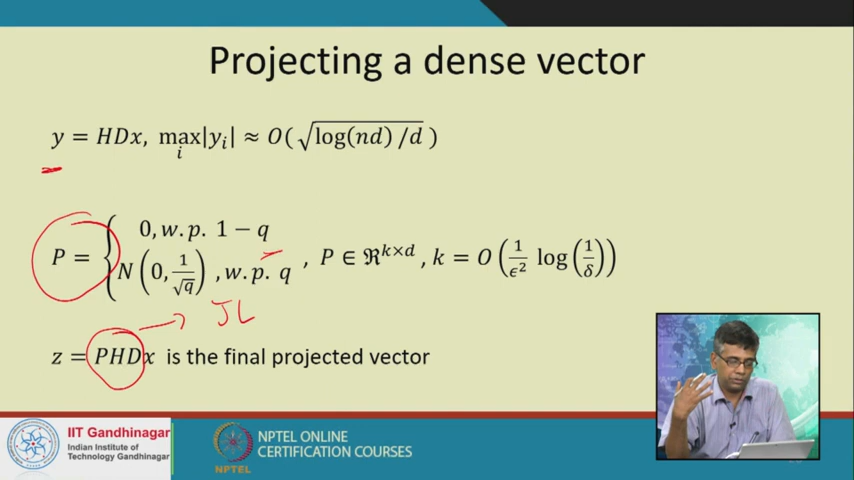 Projecting a dense vector
y = HDx, max_i |y_i| ≈ O(√(log(nd) /d ))
P = { 0, w.p. 1 − q
N(0, 1/√q) , w.p. q , P ∈ ℜ^{k×d} , k = O(1/ϵ² log(1/δ))
JL
z = PHDx is the final projected vector
IIT Gandhinagar
Indian Institute of
Technology Gandhinagar
NPTEL
NPTEL ONLINE
CERTIFICATION COURSES